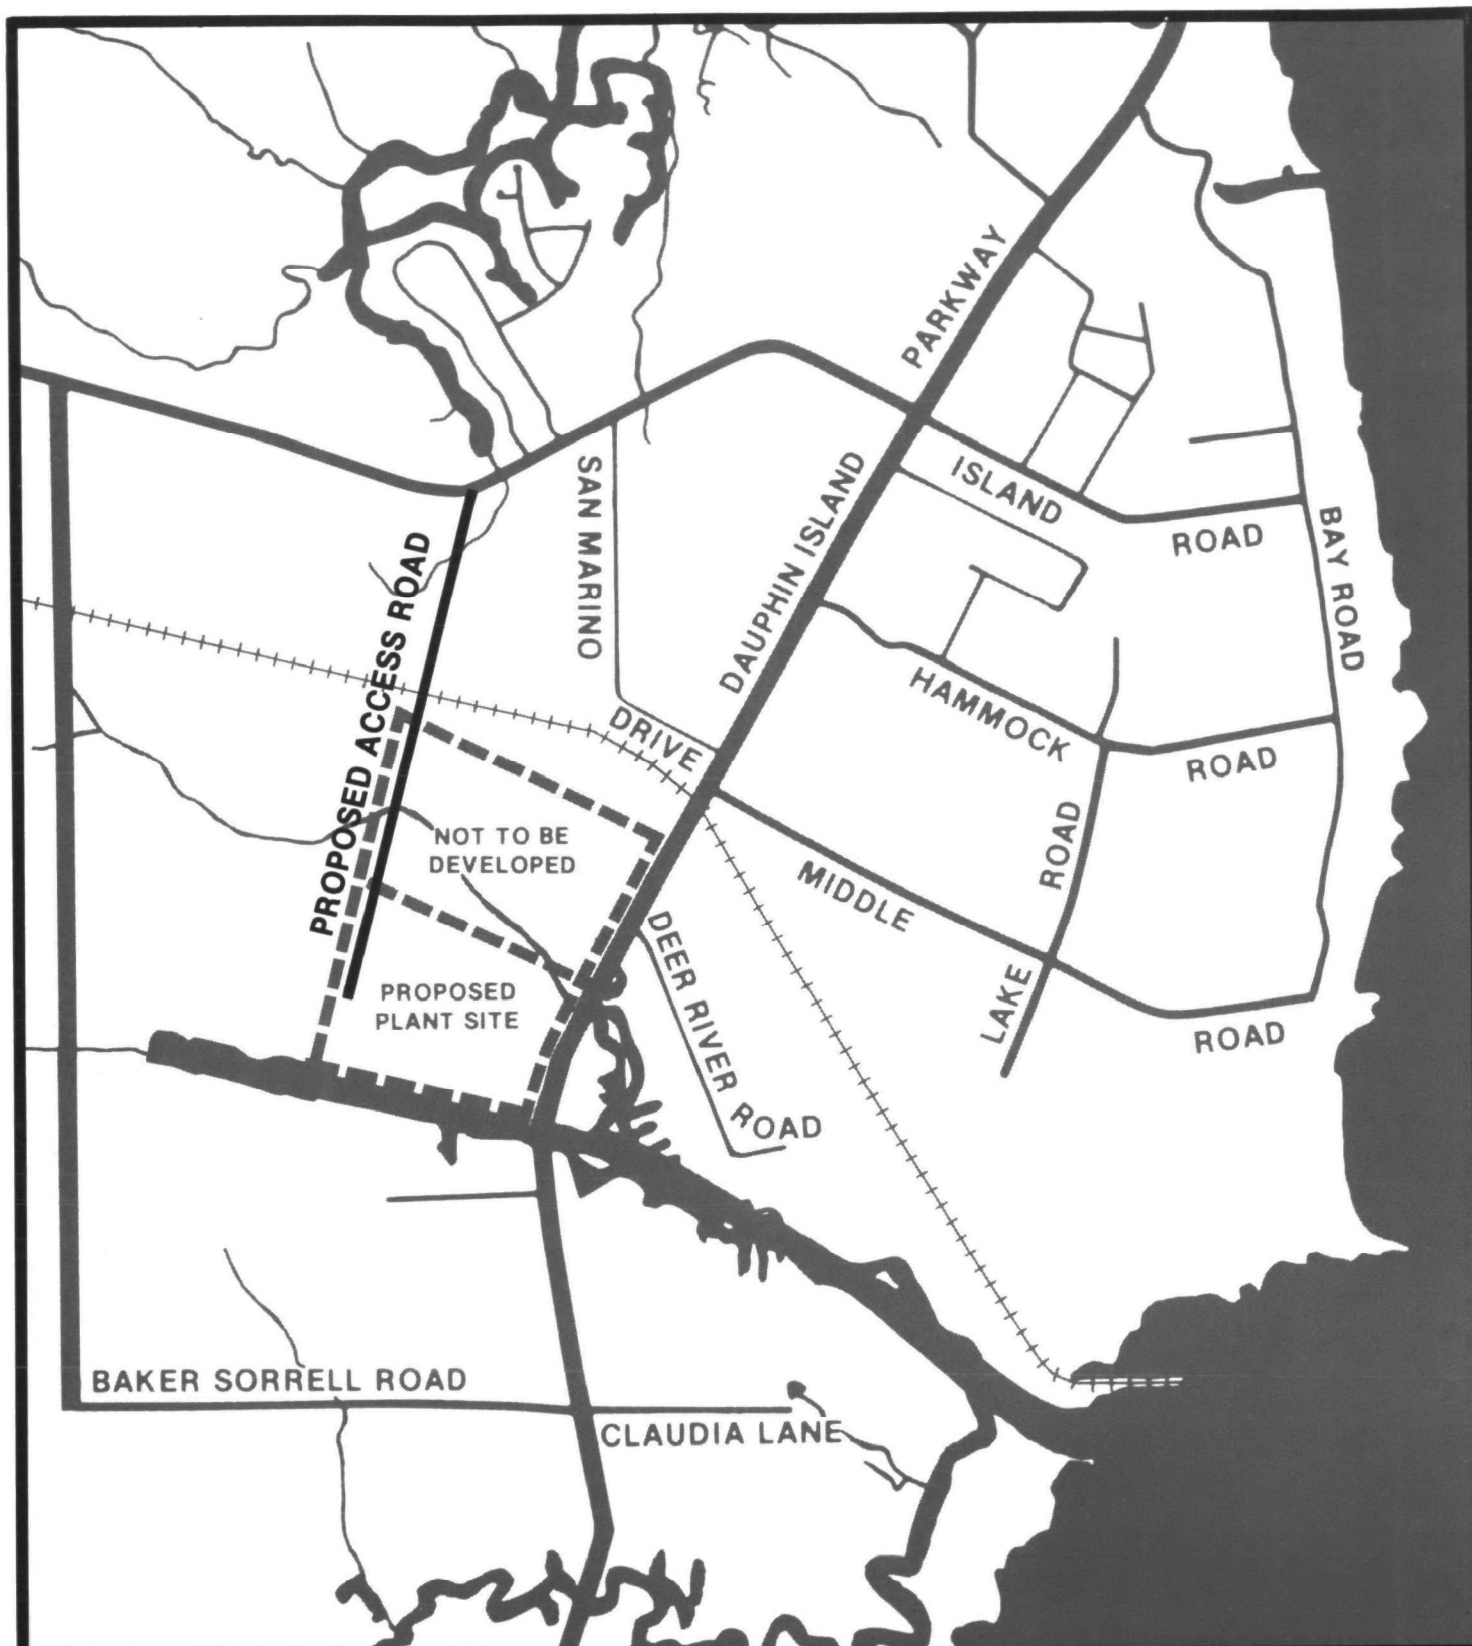 PARKWAY
DAUPHIN ISLAND
ISLAND
ROAD
BAY ROAD
SAN MARINO
DRIVE
PROPOSED ACCESS ROAD
HAMMOCK
ROAD
NOT TO BE
DEVELOPED
MIDDLE
ROAD
LAKE
ROAD
DEER RIVER
ROAD
PROPOSED
PLANT SITE
BAKER SORRELL ROAD
CLAUDIA LANE